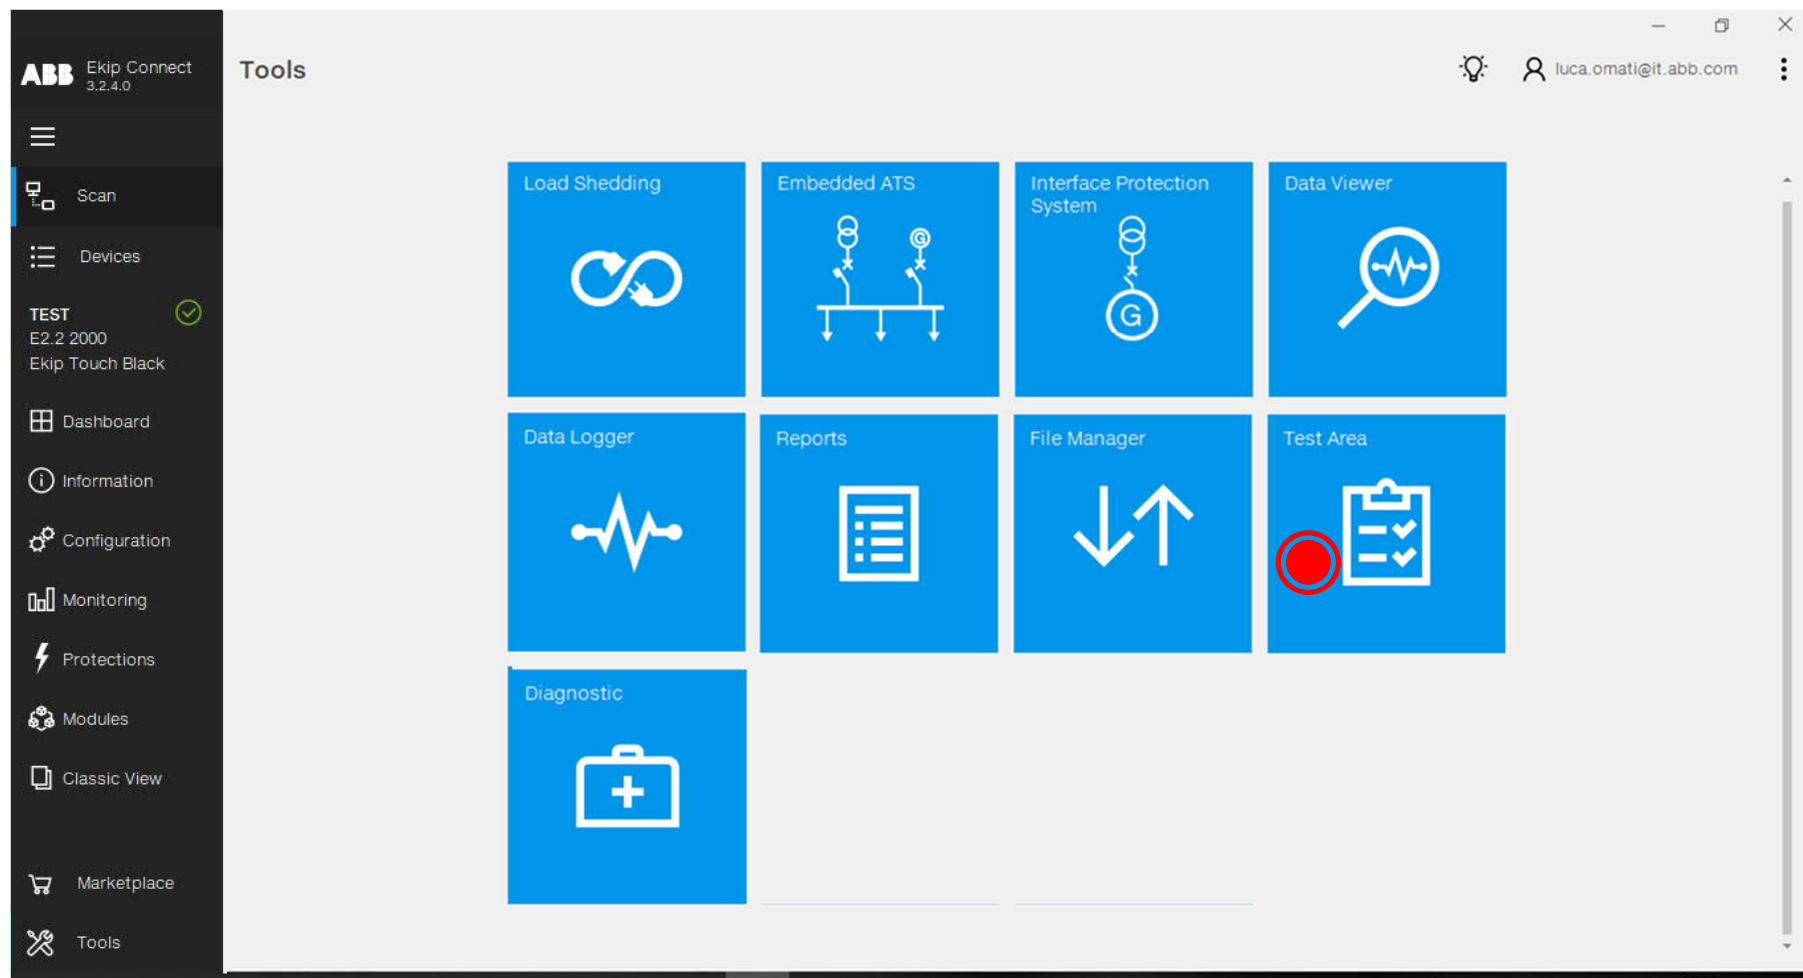 ABB
Ekip Connect
3.2.4.0
Tools
luca.omati@it.abb.com
Scan
Devices
TEST
E2.2 2000
Ekip Touch Black
Dashboard
Information
Configuration
Monitoring
Protections
Modules
Classic View
Marketplace
Tools
Load Shedding
Embedded ATS
G
Interface Protection
System
G
Data Viewer
Data Logger
Reports
File Manager
Test Area
Diagnostic